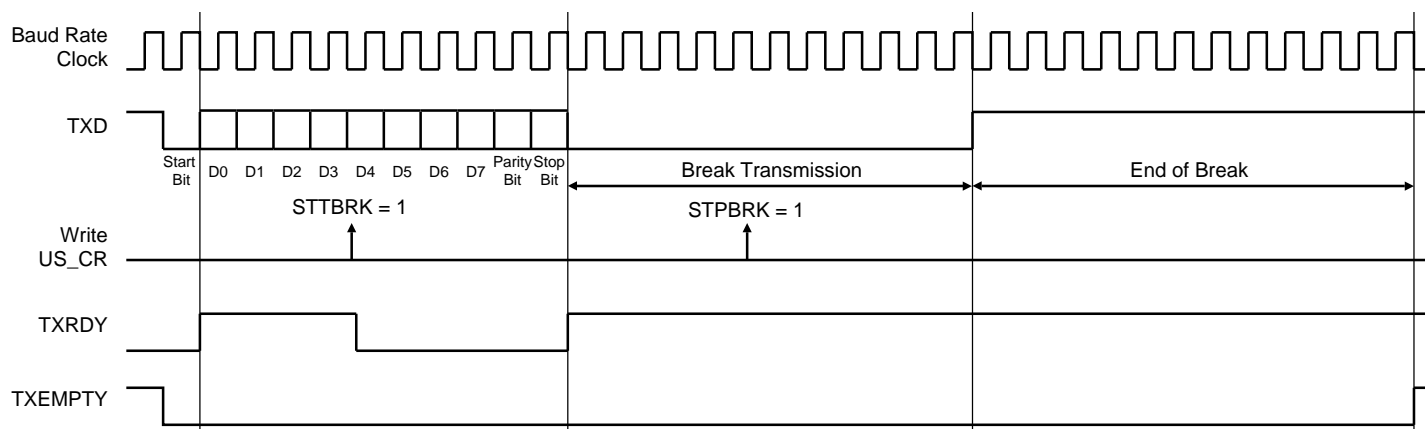 Baud Rate
Clock
TXD
Start
Bit
D0
D1
D2
D3
D4
D5
D6
D7
Parity
Bit
Stop
Bit
Break Transmission
End of Break
STTBRK = 1
STPBRK = 1
Write
US_CR
TXRDY
TXEMPTY